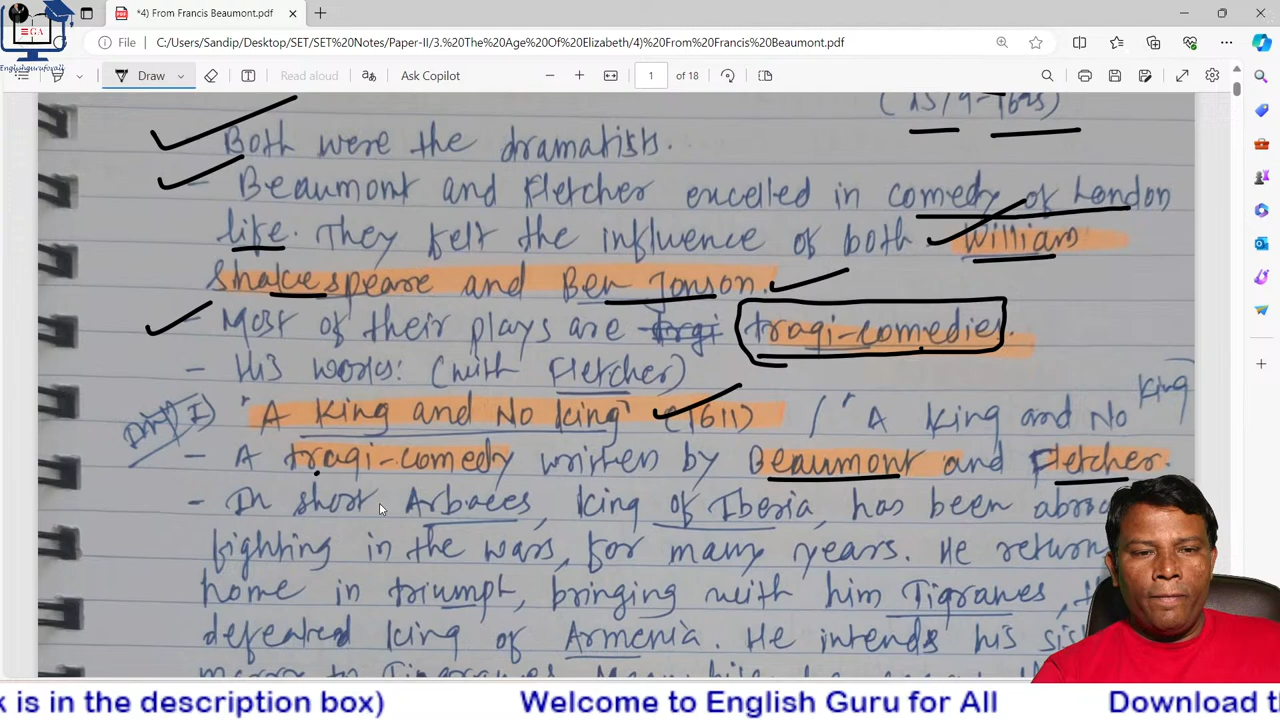 *4) From Francis Beaumont.pdf
File C:/Users/Sandip/Desktop/SET/SET%20Notes/Paper-II/3.%20The%20Age%20Of%20Elizabeth/4)%20From%20Francis%20Beaumont.pdf
EGA
Englishguruforall
Draw Read aloud Ask Copilot 1 of 18
Both were the dramatists.
- Beaumont and Fletcher excelled in comedy of London
life. They felt the influence of both William
Shakespeare and Ben Jonson.
- Most of their plays are tragi-comedies.
- His works: (with Fletcher)
"A King and No King" (1611) / "A King and No King
- A tragi-comedy written by Beaumont and Fletcher.
- In short Arbaces, King of Iberia, has been
fighting in the wars, for many years. He
home in triumph, bringing with him Tigranes,
defeated king of Armenia. He intends his
k is in the description box) Welcome to English Guru for All Download